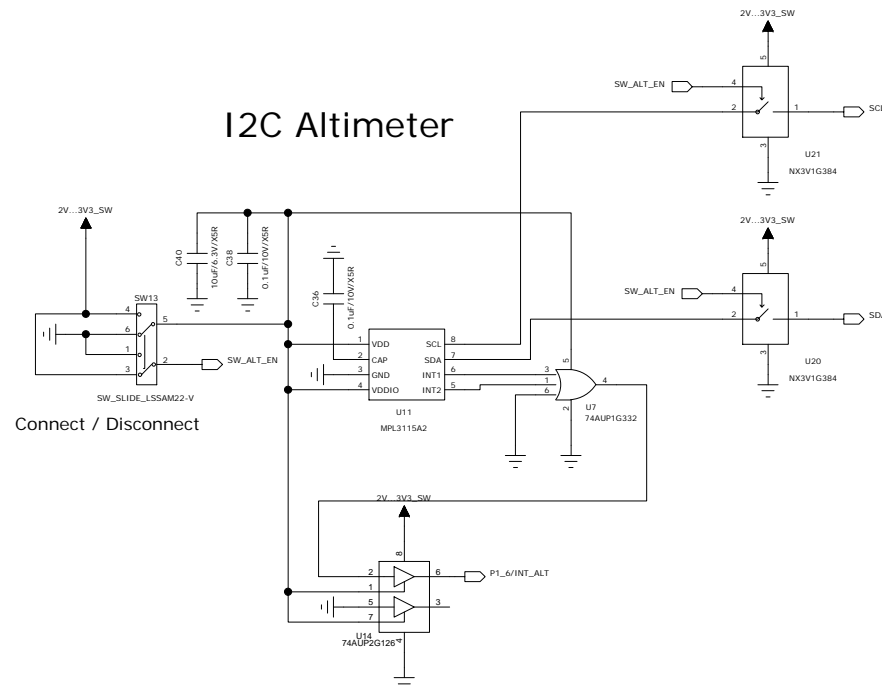 I2C Altimeter
2V...3V3_SW
5
SW_ALT_EN
4
2
1
SCL
3
U21
NX3V1G384
2V...3V3_SW
5
SW_ALT_EN
4
2
1
SDA
3
U20
NX3V1G384
2V...3V3_SW
SW13
4
5
6
1
2
SW_ALT_EN
3
SW_SLIDE_LSSAM22-V
Connect / Disconnect
C40
10uF/6.3V/X5R
C38
0.1uF/10V/X5R
C36
0.1uF/10V/X5R
1 VDD SCL 8
2 CAP SDA 7
3 GND INT1 6
4 VDDIO INT2 5
U11
MPL3115A2
5
3
1
6
4
2
U7
74AUP1G332
2V...3V3_SW
8
2
6
P1_6/INT_ALT
1
5
3
7
U14
74AUP2G126
4